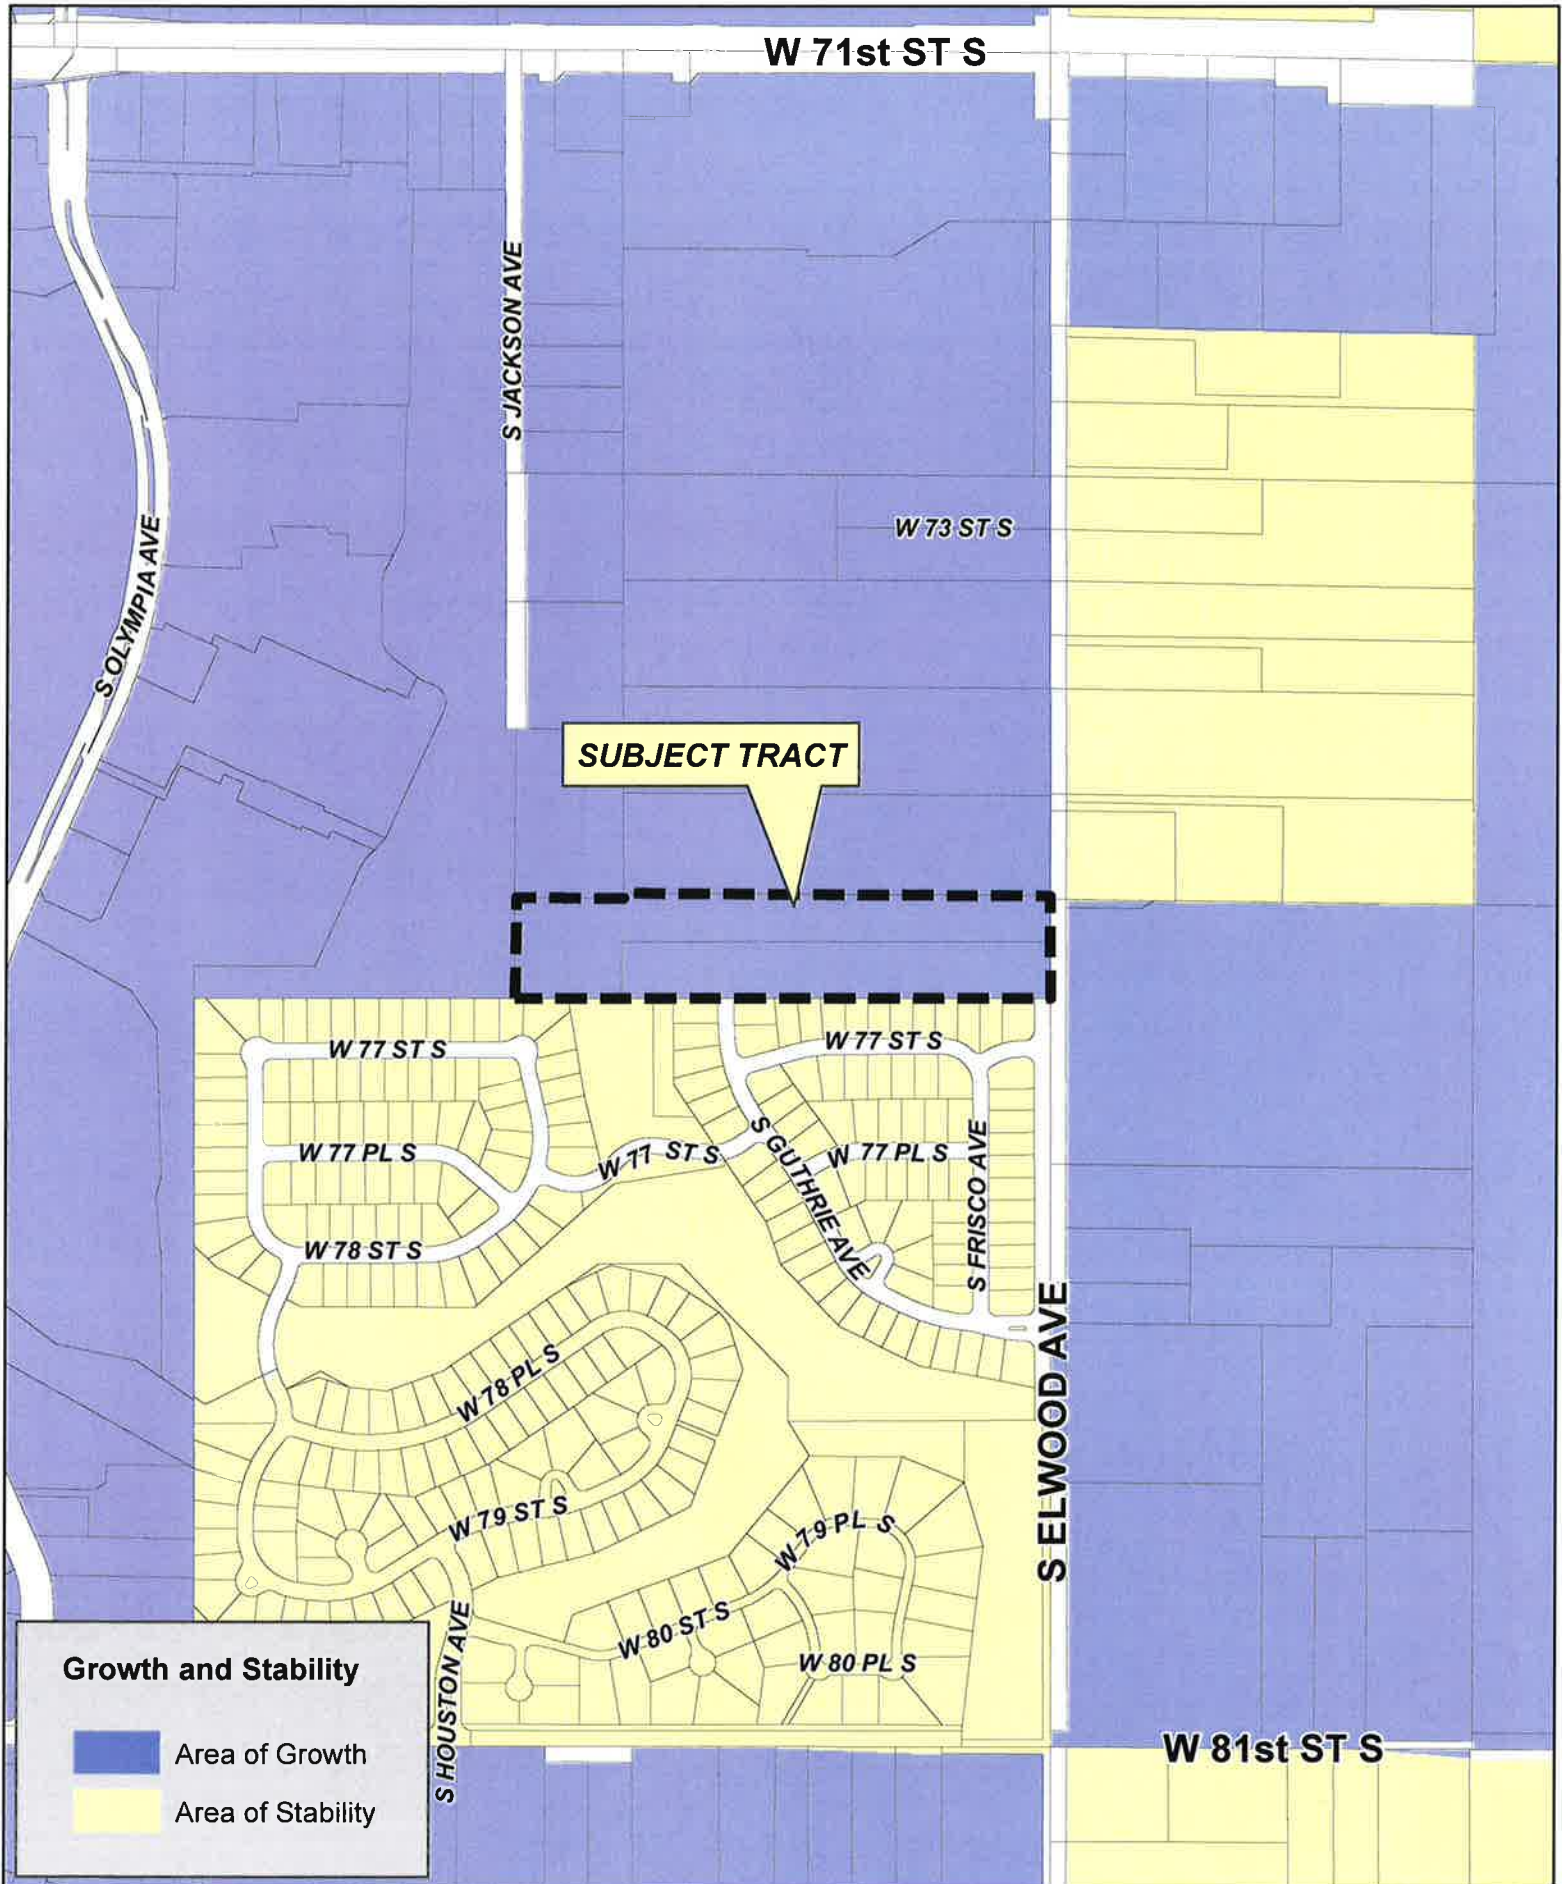 W 71st ST S
S JACKSON AVE
W 73 ST S
S OLYMPIA AVE
SUBJECT TRACT
W 77 ST S
W 77 ST S
W 77 PL S
W 77 ST S
S GUTHRIE AVE
W 77 PL S
S FRISCO AVE
W 78 ST S
S ELWOOD AVE
W 78 PL S
W 79 ST S
W 79 PL S
W 80 ST S
W 80 PL S
S HOUSTON AVE
W 81st ST S
Growth and Stability
Area of Growth
Area of Stability